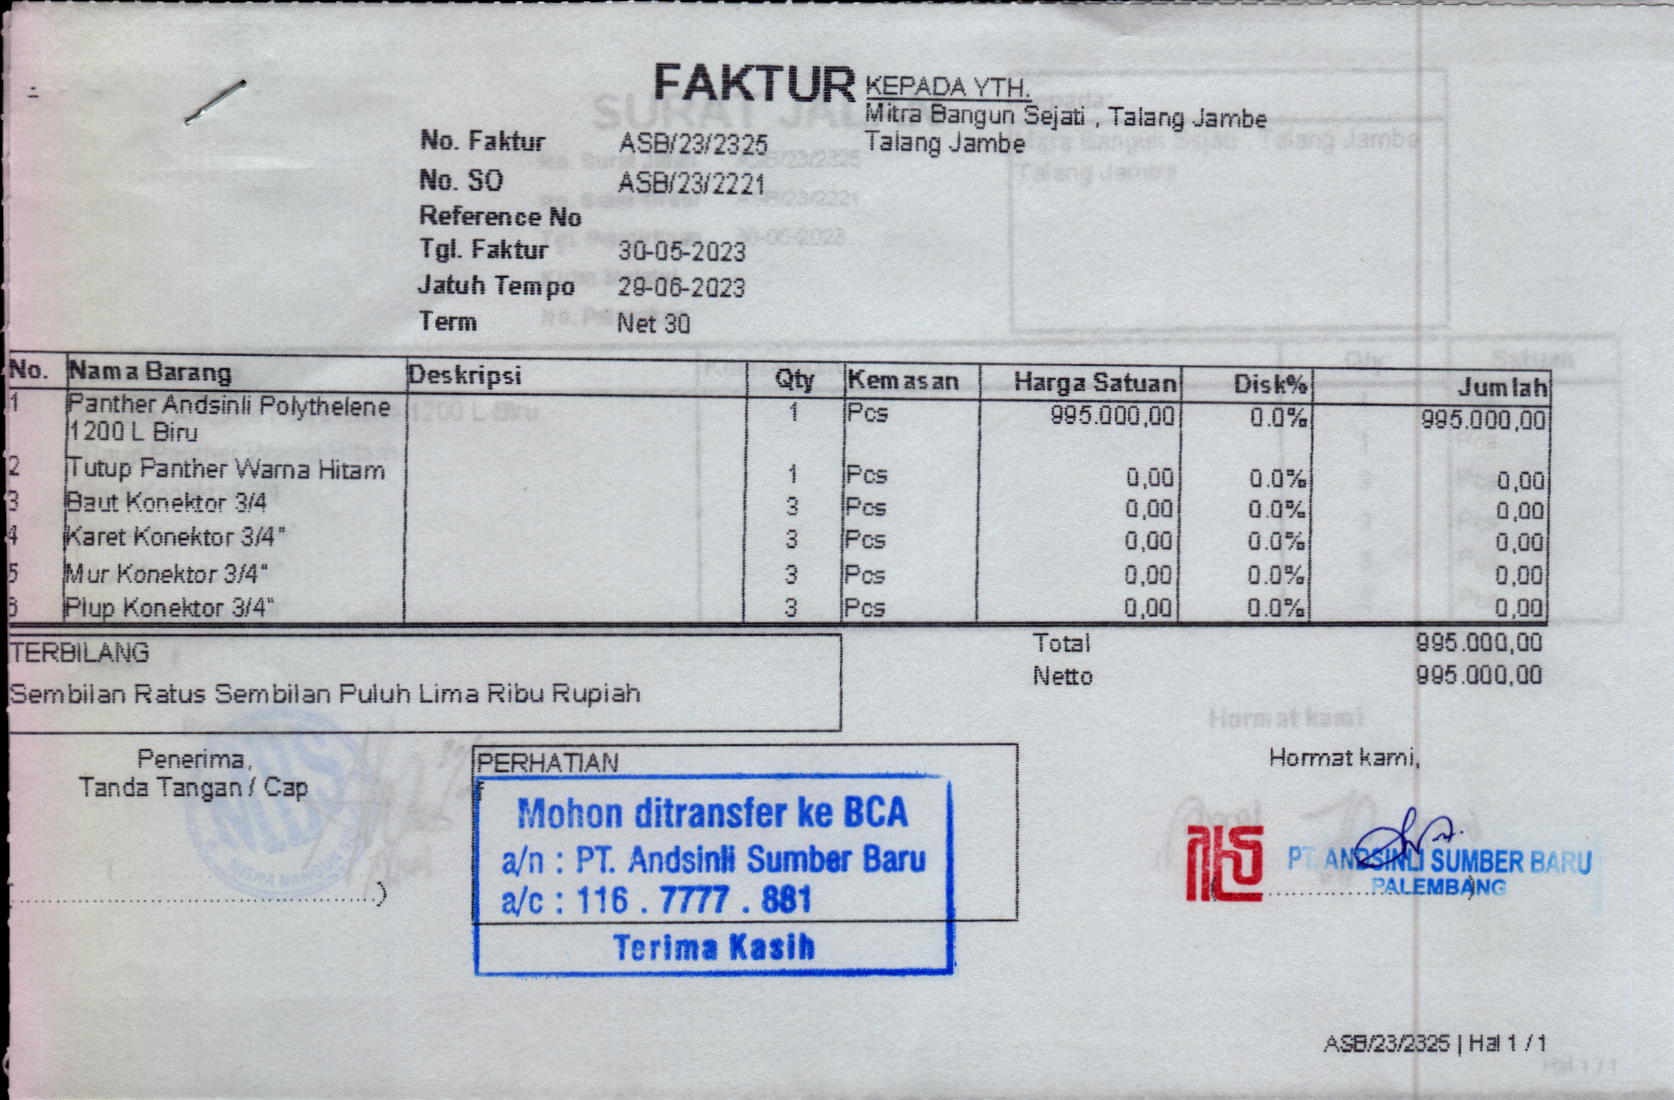 FAKTUR
KEPADA YTH.
Mitra Bangun Sejati , Talang Jambe
Talang Jambe
No. Faktur ASB/23/2325
No. SO ASB/23/2221
Reference No
Tgl. Faktur 30-05-2023
Jatuh Tempo 29-06-2023
Term Net 30
No. Nama Barang Deskripsi Qty Kemasan Harga Satuan Disk% Jumlah
1 Panther Andsinli Polythelene 1 Pcs 995.000,00 0.0% 995.000,00
1200 L Biru
2 Tutup Panther Warna Hitam 1 Pcs 0,00 0.0% 0,00
3 Baut Konektor 3/4 3 Pcs 0,00 0.0% 0,00
4 Karet Konektor 3/4" 3 Pcs 0,00 0.0% 0,00
5 Mur Konektor 3/4" 3 Pcs 0,00 0.0% 0,00
6 Plup Konektor 3/4" 3 Pcs 0,00 0.0% 0,00
Total 995.000,00
Netto 995.000,00
TERBILANG
Sembilan Ratus Sembilan Puluh Lima Ribu Rupiah
Penerima,
Tanda Tangan / Cap
PERHATIAN
Mohon ditransfer ke BCA
a/n : PT. Andsinli Sumber Baru
a/c : 116 . 7777 . 881
Terima Kasih
Hormat kami,
PT. ANDSINLI SUMBER BARU
PALEMBANG
ASB/23/2325 | Hal 1 / 1